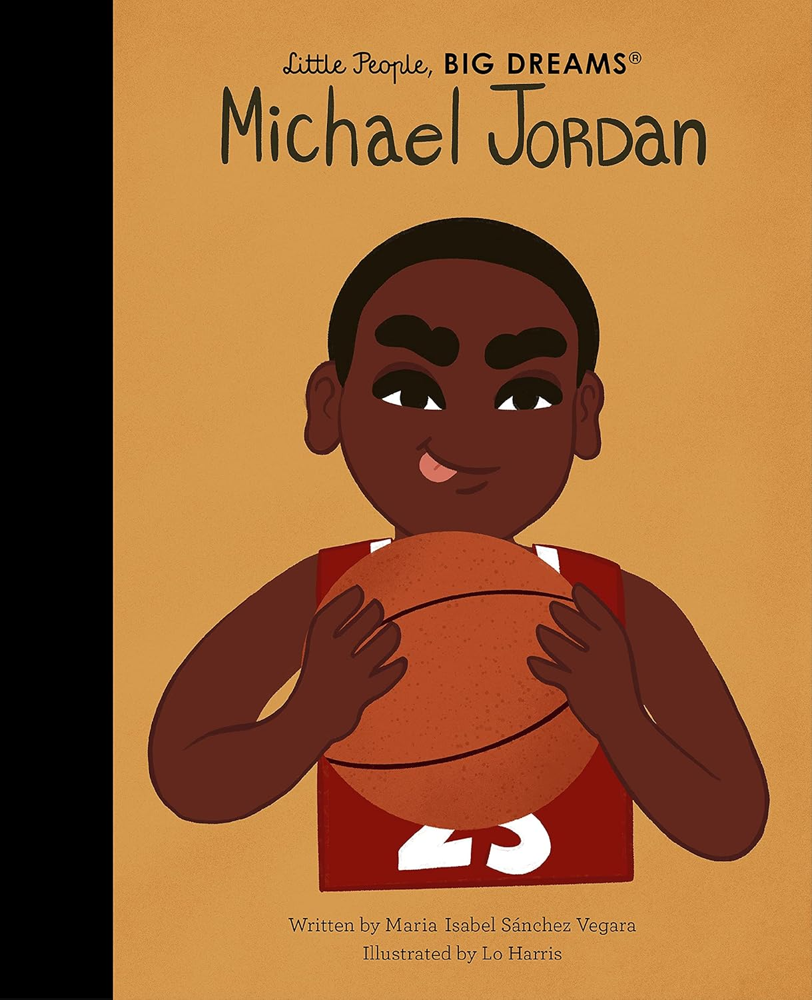 Little People, BIG DREAMS®
Michael JORDan
23
Written by Maria Isabel Sánchez Vegara
Illustrated by Lo Harris